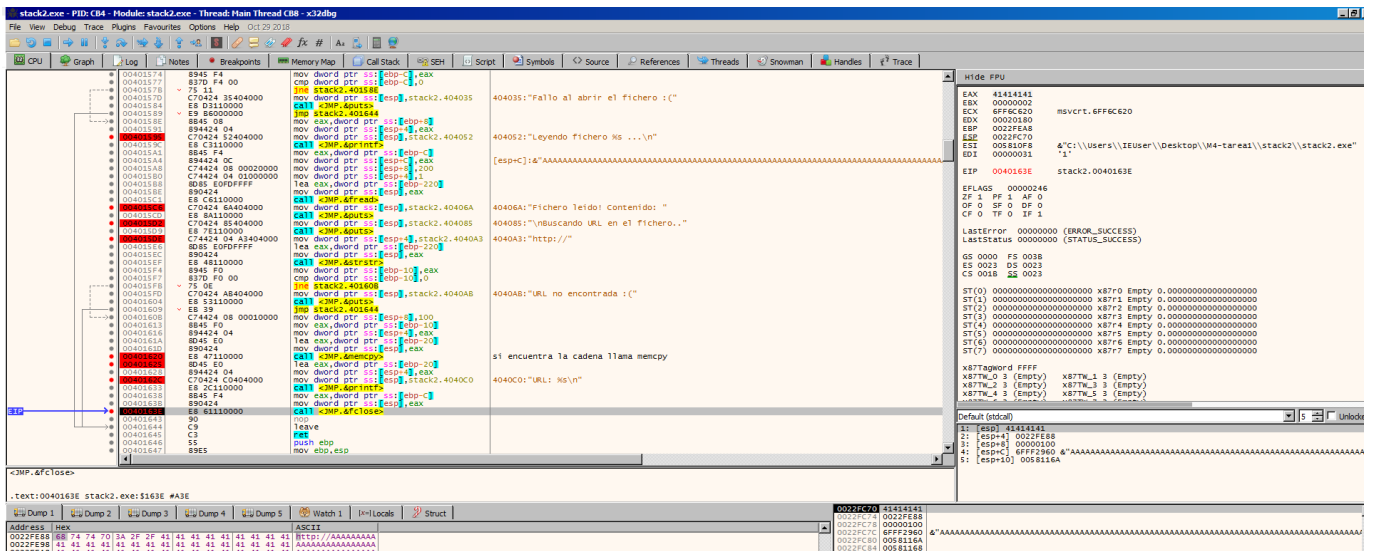 stack2.exe - PID: CB4 - Module: stack2.exe - Thread: Main Thread CB8 - x32dbg
File View Debug Trace Plugins Favourites Options Help Oct 29 2018
CPU Graph Log Notes Breakpoints Memory Map Call Stack SEH Script Symbols Source References Threads Snowman Handles Trace
00401574 8945 F4 mov dword ptr ss:[ebp-C],eax
00401577 837D F4 00 cmp dword ptr ss:[ebp-C],0
0040157B 75 11 jne stack2.40158E
0040157D C70424 35404000 mov dword ptr ss:[esp],stack2.404035 404035:"Fallo al abrir el fichero :("
00401584 E8 D3110000 call <JMP.&puts>
00401589 E9 B6000000 jmp stack2.401644
0040158E 8B45 08 mov eax,dword ptr ss:[ebp+8]
00401591 894424 04 mov dword ptr ss:[esp+4],eax
00401595 C70424 52404000 mov dword ptr ss:[esp],stack2.404052 404052:"Leyendo fichero %s ...\n"
0040159C E8 C3110000 call <JMP.&printf>
004015A1 8B45 F4 mov eax,dword ptr ss:[ebp-C]
004015A4 894424 0C mov dword ptr ss:[esp+C],eax
004015A8 C74424 08 00020000 mov dword ptr ss:[esp+8],200
004015B0 C74424 04 01000000 mov dword ptr ss:[esp+4],1
004015B8 8D85 E0FDFFFF lea eax,dword ptr ss:[ebp-220]
004015BE 890424 mov dword ptr ss:[esp],eax
004015C1 E8 C6110000 call <JMP.&fread>
004015C6 C70424 6A404000 mov dword ptr ss:[esp],stack2.40406A 40406A:"Fichero leido! Contenido: "
004015CD E8 8A110000 call <JMP.&puts>
004015D2 C70424 85404000 mov dword ptr ss:[esp],stack2.404085 404085:"\nBuscando URL en el fichero.."
004015D9 E8 7E110000 call <JMP.&puts>
004015DE C74424 04 A3404000 mov dword ptr ss:[esp+4],stack2.4040A3 4040A3:"http://"
004015E6 8D85 E0FDFFFF lea eax,dword ptr ss:[ebp-220]
004015EC 890424 mov dword ptr ss:[esp],eax
004015EF E8 48110000 call <JMP.&strstr>
004015F4 8945 F0 mov dword ptr ss:[ebp-10],eax
004015F7 837D F0 00 cmp dword ptr ss:[ebp-10],0
004015FB 75 0E jne stack2.40160B
004015FD C70424 AB404000 mov dword ptr ss:[esp],stack2.4040AB 4040AB:"URL no encontrada :("
00401604 E8 53110000 call <JMP.&puts>
00401609 EB 39 jmp stack2.401644
0040160B C74424 08 00010000 mov dword ptr ss:[esp+8],100
00401613 8B45 F0 mov eax,dword ptr ss:[ebp-10]
00401616 894424 04 mov dword ptr ss:[esp+4],eax
0040161A 8D45 E0 lea eax,dword ptr ss:[ebp-20]
0040161D 890424 mov dword ptr ss:[esp],eax
00401620 E8 47110000 call <JMP.&memcpy> si encuentra la cadena llama memcpy
00401625 8D45 E0 lea eax,dword ptr ss:[ebp-20]
00401628 894424 04 mov dword ptr ss:[esp+4],eax
0040162C C70424 C0404000 mov dword ptr ss:[esp],stack2.4040C0 4040C0:"URL: %s\n"
00401633 E8 2C110000 call <JMP.&printf>
00401638 8B45 F4 mov eax,dword ptr ss:[ebp-C]
0040163B 890424 mov dword ptr ss:[esp],eax
EIP 0040163E E8 61110000 call <JMP.&fclose>
00401643 90 nop
00401644 C9 leave
00401645 C3 ret
00401646 55 push ebp
00401647 89E5 mov ebp,esp
<JMP.&fclose>
.text:0040163E stack2.exe:$163E #A3E
Hide FPU
EAX 41414141
EBX 00000002
ECX 6FF6C620 msvcrt.6FF6C620
EDX 00020180
EBP 0022FEA8
ESP 0022FC70
ESI 005810F8 &"C:\\Users\\IEUser\\Desktop\\M4-tarea1\\stack2\\stack2.exe"
EDI 00000031 '1'
EIP 0040163E stack2.0040163E
EFLAGS 00000246
ZF 1 PF 1 AF 0
OF 0 SF 0 DF 0
CF 0 TF 0 IF 1
LastError 00000000 (ERROR_SUCCESS)
LastStatus 00000000 (STATUS_SUCCESS)
GS 0000 FS 003B
ES 0023 DS 0023
CS 001B SS 0023
ST(0) 00000000000000000000 x87r0 Empty 0.000000000000000000
ST(1) 00000000000000000000 x87r1 Empty 0.000000000000000000
ST(2) 00000000000000000000 x87r2 Empty 0.000000000000000000
ST(3) 00000000000000000000 x87r3 Empty 0.000000000000000000
ST(4) 00000000000000000000 x87r4 Empty 0.000000000000000000
ST(5) 00000000000000000000 x87r5 Empty 0.000000000000000000
ST(6) 00000000000000000000 x87r6 Empty 0.000000000000000000
ST(7) 00000000000000000000 x87r7 Empty 0.000000000000000000
x87TagWord FFFF
x87TW_0 3 (Empty) x87TW_1 3 (Empty)
x87TW_2 3 (Empty) x87TW_3 3 (Empty)
x87TW_4 3 (Empty) x87TW_5 3 (Empty)
Default (stdcall) 5 Unlocke
1: [esp] 41414141
2: [esp+4] 0022FE88
3: [esp+8] 00000100
4: [esp+C] 6FFF2960
5: [esp+10] 0058116A
Dump 1 Dump 2 Dump 3 Dump 4 Dump 5 Watch 1 Locals Struct
Address Hex ASCII
0022FE88 68 74 74 70 3A 2F 2F 41 41 41 41 41 41 41 41 41 http://AAAAAAAAA
0022FE98 41 41 41 41 41 41 41 41 41 41 41 41 41 41 41 41 AAAAAAAAAAAAAAAA
0022FC70 41414141
0022FC74 0022FE88
0022FC78 00000100
0022FC7C 6FFF2960
0022FC80 0058116A
0022FC84 00581168